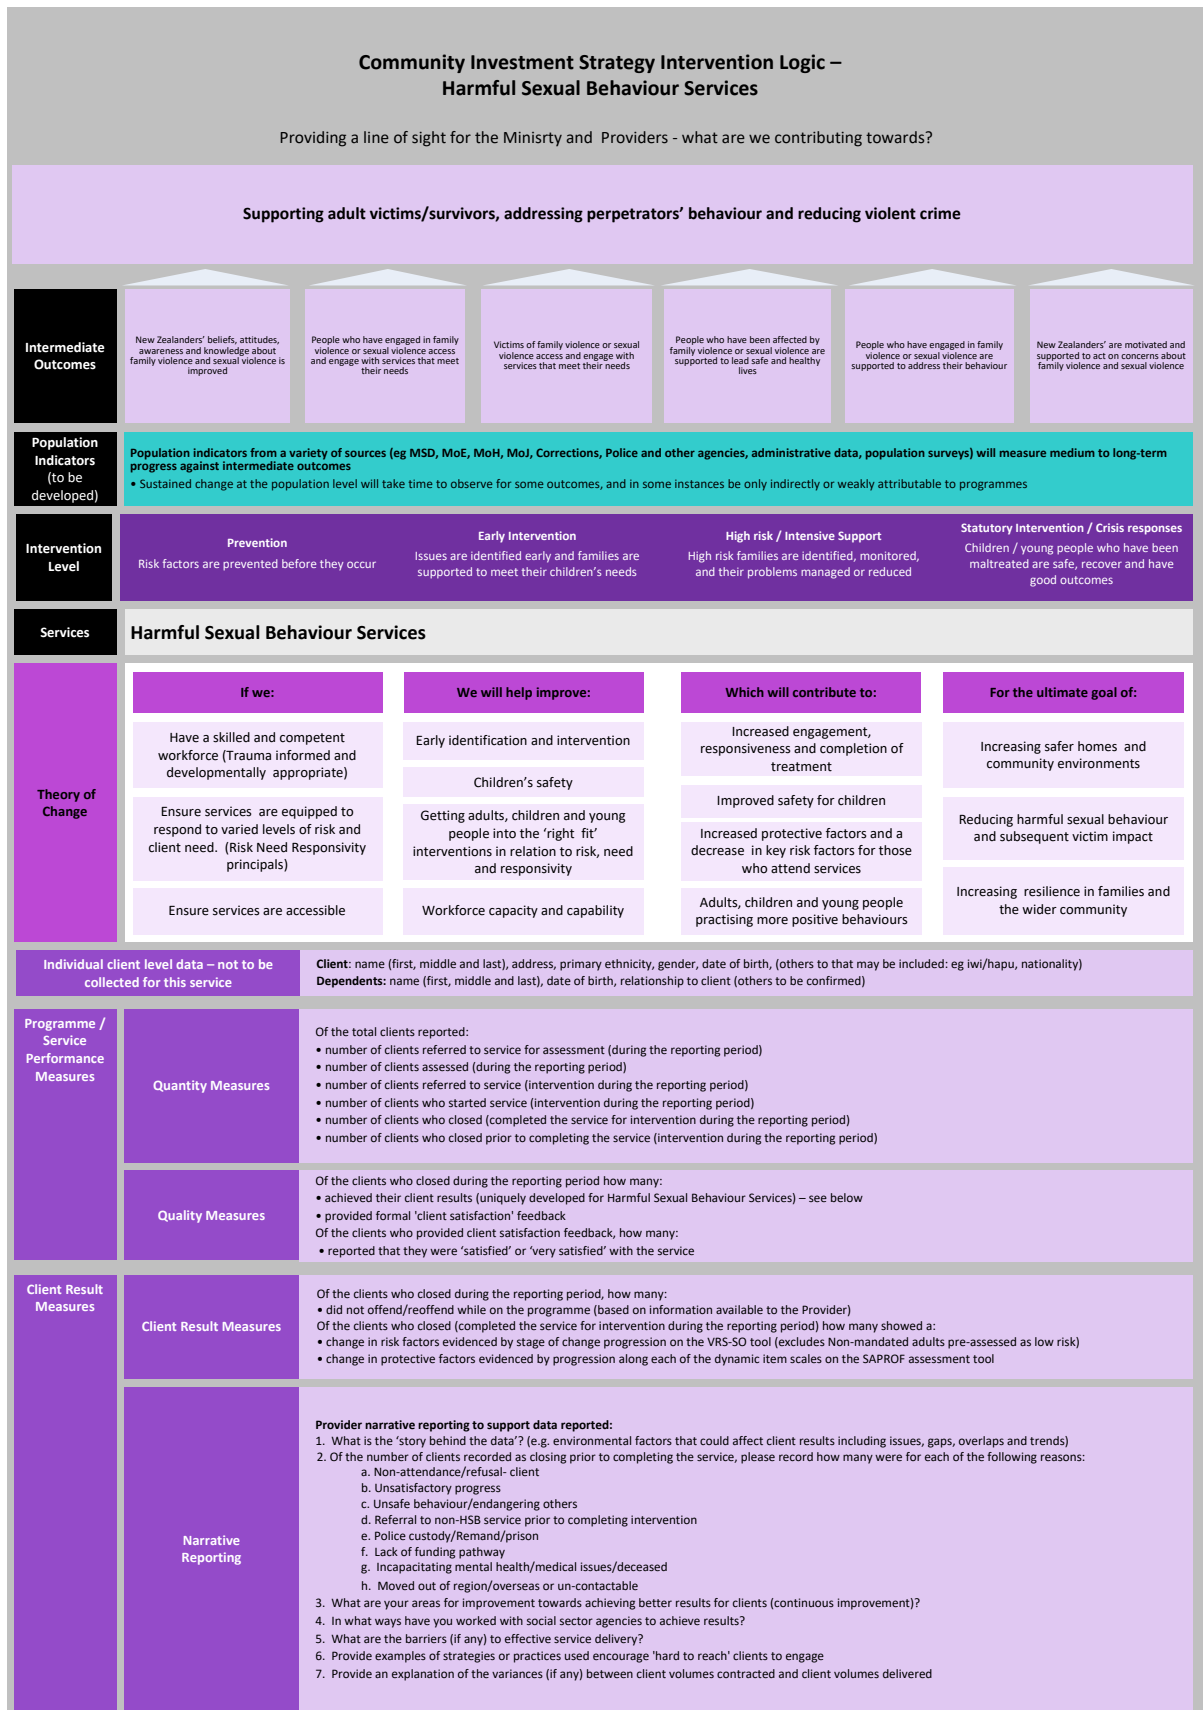 Community Investment Strategy Intervention Logic –
Harmful Sexual Behaviour Services
Providing a line of sight for the Minisrty and  Providers - what are we contributing towards?
Supporting adult victims/survivors, addressing perpetrators’ behaviour and reducing violent crime
Intermediate
Outcomes
New Zealanders’ beliefs, attitudes,
awareness and knowledge about
family violence and sexual violence is
improved
People who have engaged in family
violence or sexual violence access
and engage with services that meet
their needs
Victims of family violence or sexual
violence access and engage with
services that meet their needs
People who have been affected by
family violence or sexual violence are
supported to lead safe and healthy
lives
People who have engaged in family
violence or sexual violence are
supported to address their behaviour
New Zealanders’ are motivated and
supported to act on concerns about
family violence and sexual violence
Population
Indicators
(to be
developed)
Population indicators from a variety of sources (eg MSD, MoE, MoH, MoJ, Corrections, Police and other agencies, administrative data, population surveys) will measure medium to long-term
progress against intermediate outcomes
• Sustained change at the population level will take time to observe for some outcomes, and in some instances be only indirectly or weakly attributable to programmes
Intervention
Level
Prevention
Risk factors are prevented before they occur
Early Intervention
Issues are identified early and families are
supported to meet their children’s needs
High risk / Intensive Support
High risk families are identified, monitored,
and their problems managed or reduced
Statutory Intervention / Crisis responses
Children / young people who have been
maltreated are safe, recover and have
good outcomes
Services
Harmful Sexual Behaviour Services
Theory of
Change
If we:
Have a skilled and competent
workforce (Trauma informed and
developmentally  appropriate)
Ensure services  are equipped to
respond to varied levels of risk and
client need.  (Risk Need Responsivity
principals)
Ensure services are accessible
We will help improve:
Early identification and intervention
Children’s safety
Getting adults, children and young
people into the ‘right  fit’
interventions in relation to risk, need
and responsivity
Workforce capacity and capability
Which will contribute to:
Increased engagement,
responsiveness and completion of
treatment
Improved safety for children
Increased protective factors and a
decrease  in key risk factors for those
who attend services
Adults, children and young people
practising more positive behaviours
For the ultimate goal of:
Increasing safer homes  and
community environments
Reducing harmful sexual behaviour
and subsequent victim impact
Increasing  resilience in families and
the wider community
Individual client level data – not to be
collected for this service
Client: name (first, middle and last), address, primary ethnicity, gender, date of birth, (others to that may be included: eg iwi/hapu, nationality)
Dependents: name (first, middle and last), date of birth, relationship to client (others to be confirmed)
Programme /
Service
Performance
Measures
Quantity Measures
Of the total clients reported:
• number of clients referred to service for assessment (during the reporting period)
• number of clients assessed (during the reporting period)
• number of clients referred to service (intervention during the reporting period)
• number of clients who started service (intervention during the reporting period)
• number of clients who closed (completed the service for intervention during the reporting period)
• number of clients who closed prior to completing the service (intervention during the reporting period)
Quality Measures
Of the clients who closed during the reporting period how many:
• achieved their client results (uniquely developed for Harmful Sexual Behaviour Services) – see below
• provided formal 'client satisfaction' feedback
Of the clients who provided client satisfaction feedback, how many:
• reported that they were ‘satisfied’ or ‘very satisfied’ with the service
Client Result
Measures
Client Result Measures
Of the clients who closed during the reporting period, how many:
• did not offend/reoffend while on the programme (based on information available to the Provider)
Of the clients who closed (completed the service for intervention during the reporting period) how many showed a:
• change in risk factors evidenced by stage of change progression on the VRS-SO tool (excludes Non-mandated adults pre-assessed as low risk)
• change in protective factors evidenced by progression along each of the dynamic item scales on the SAPROF assessment tool
Narrative
Reporting
Provider narrative reporting to support data reported:
1.  What is the ‘story behind the data’? (e.g. environmental factors that could affect client results including issues, gaps, overlaps and trends)
2. Of the number of clients recorded as closing prior to completing the service, please record how many were for each of the following reasons:
a. Non-attendance/refusal- client
b. Unsatisfactory progress
c. Unsafe behaviour/endangering others
d. Referral to non-HSB service prior to completing intervention
e. Police custody/Remand/prison
f.  Lack of funding pathway
g.  Incapacitating mental health/medical issues/deceased
h.  Moved out of region/overseas or un-contactable
3.  What are your areas for improvement towards achieving better results for clients (continuous improvement)?
4.  In what ways have you worked with social sector agencies to achieve results?
5.  What are the barriers (if any) to effective service delivery?
6.  Provide examples of strategies or practices used encourage 'hard to reach' clients to engage
7.  Provide an explanation of the variances (if any) between client volumes contracted and client volumes delivered